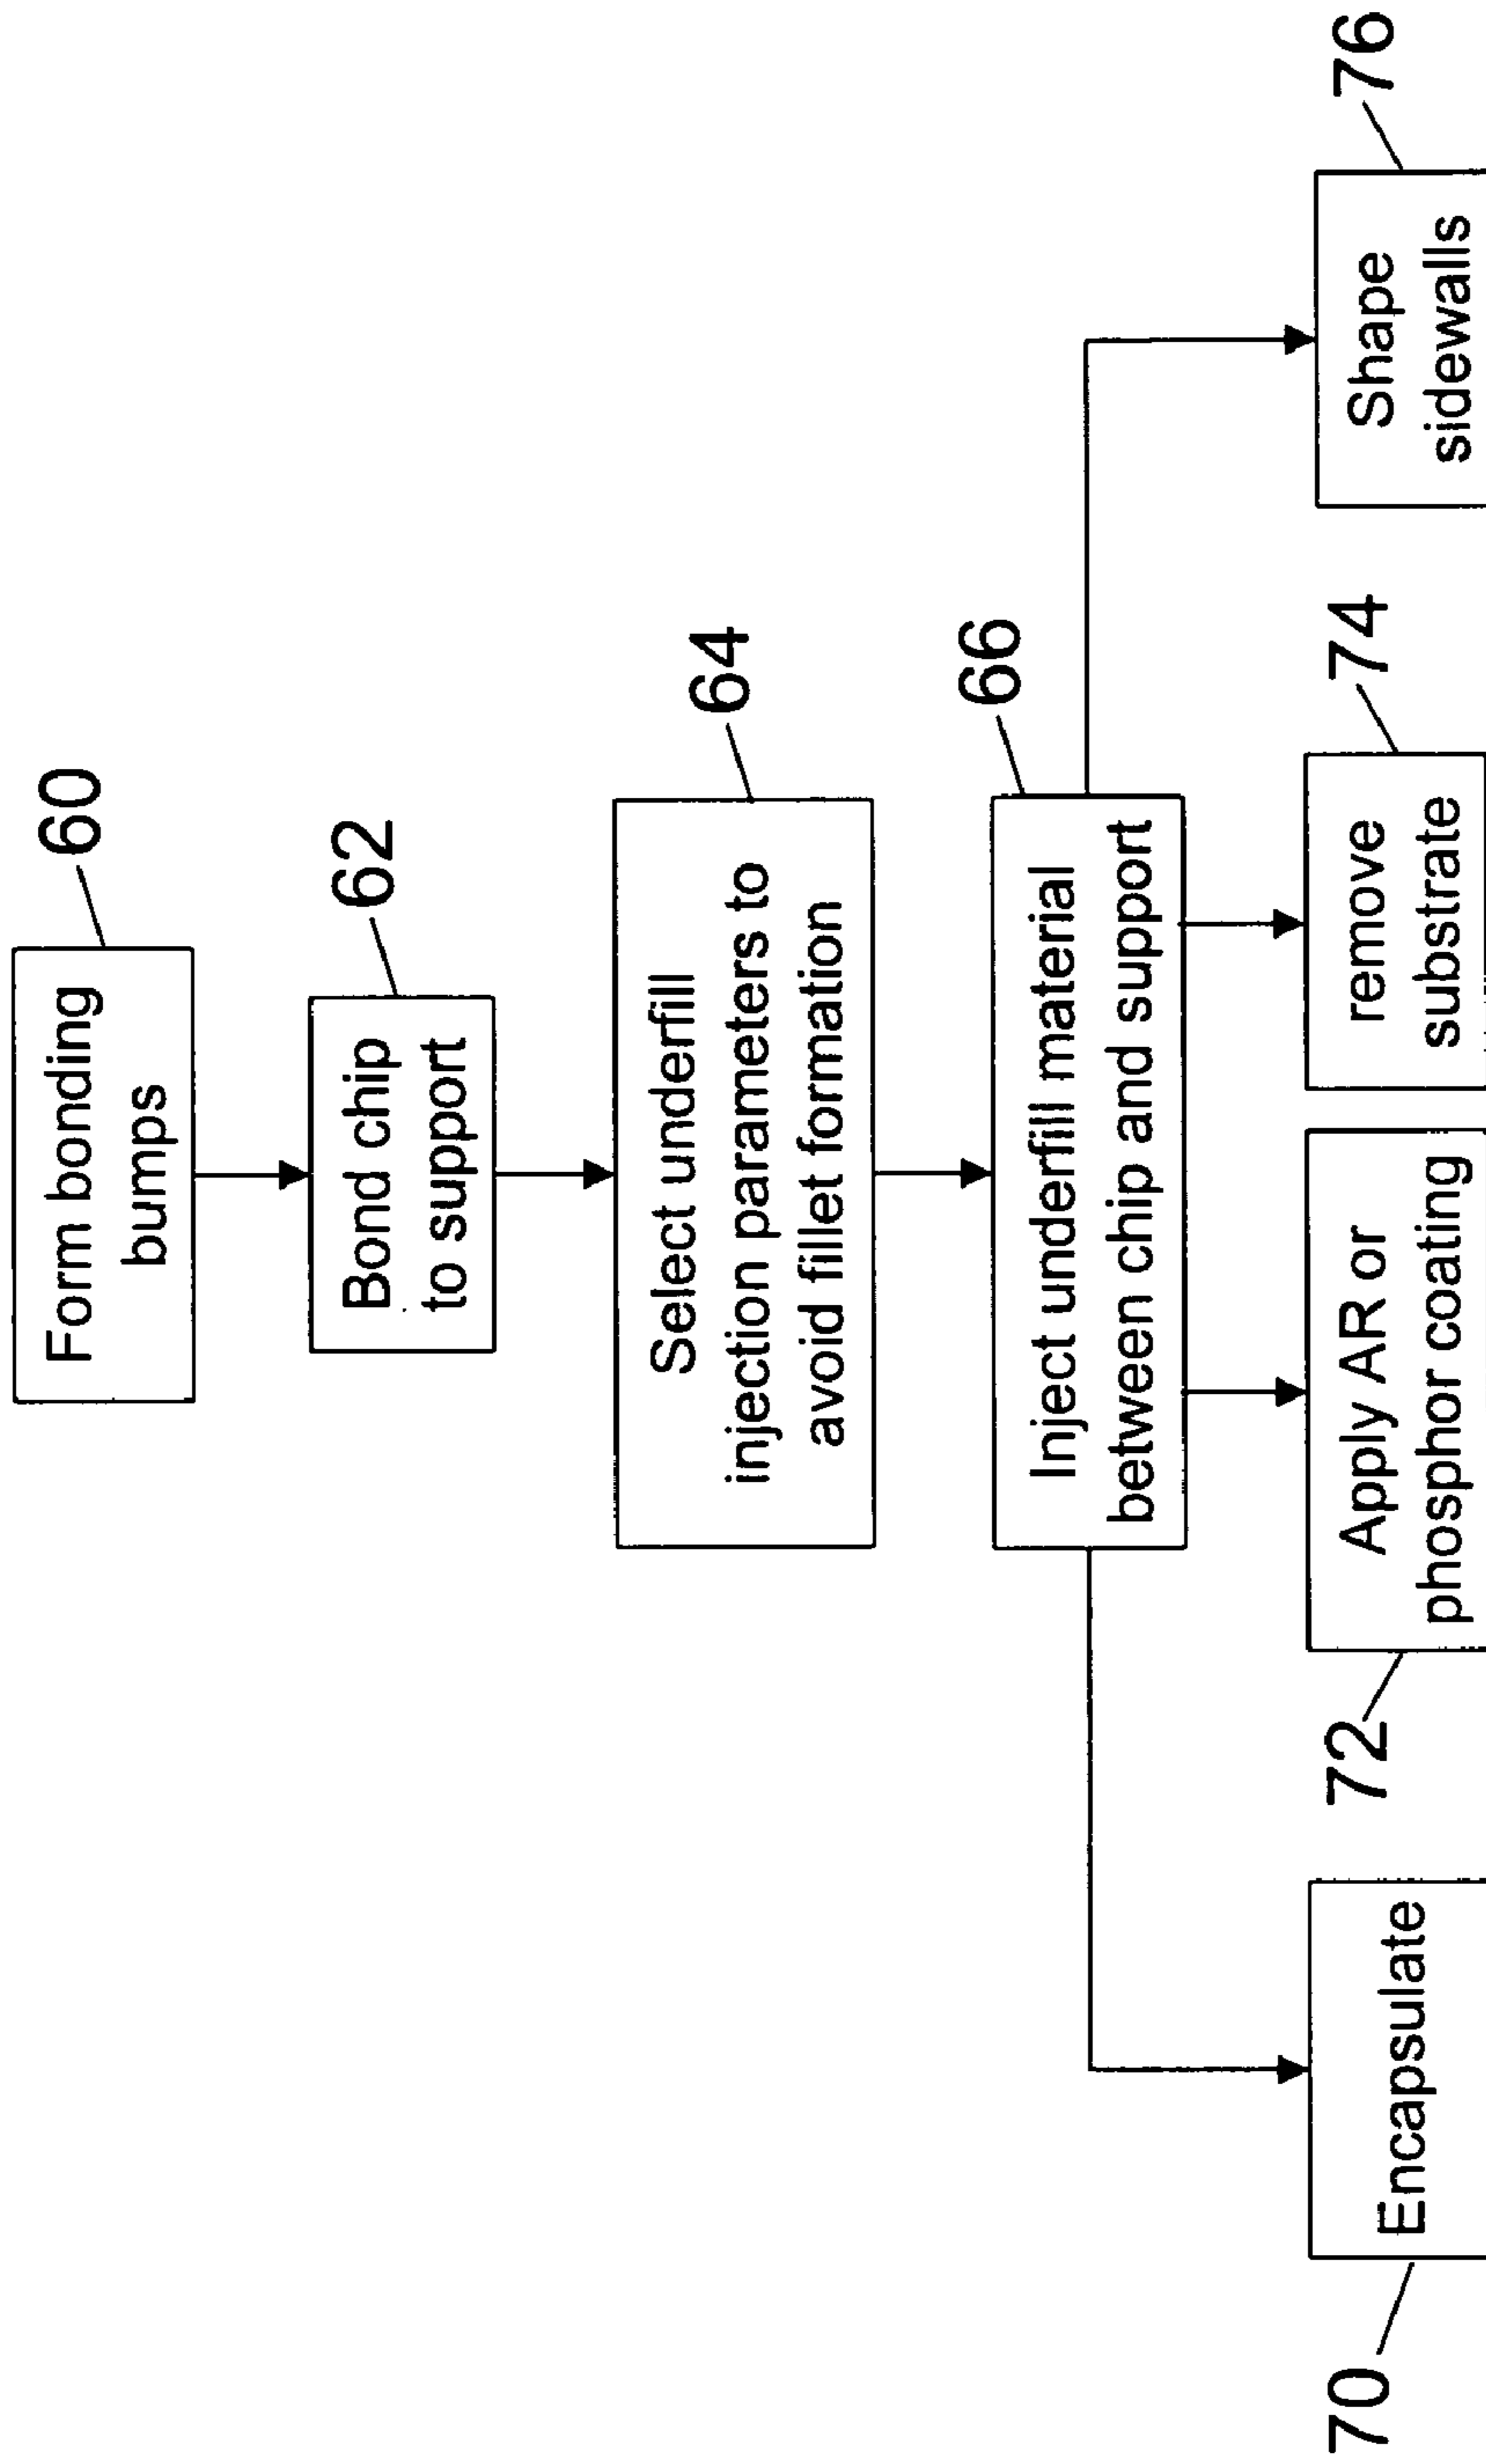 Form bonding
bumps
60
Bond chip
to support
62
Select underfill
injection parameters to
avoid fillet formation
64
Inject underfill material
between chip and support
66
70
Encapsulate
72
Apply AR or
phosphor coating
remove
substrate
74
Shape
sidewalls
76